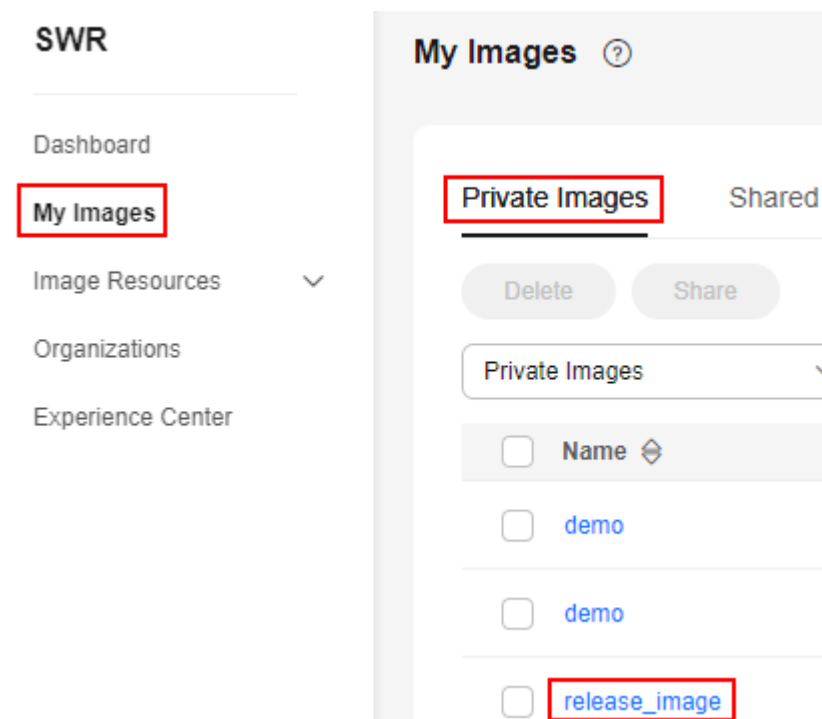 SWR
Dashboard
My Images
Image Resources
Organizations
Experience Center
My Images ?
Private Images Shared
Delete Share
Private Images
Name
demo
demo
release_image